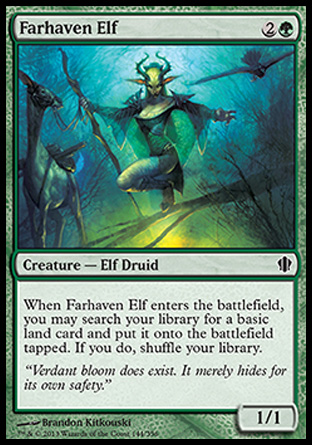 Farhaven Elf 2
Creature — Elf Druid
When Farhaven Elf enters the battlefield,
you may search your library for a basic
land card and put it onto the battlefield
tapped. If you do, shuffle your library.
“Verdant bloom does exist. It merely hides for
its own safety.”
Brandon Kitkouski
1/1
™ & © 2013 Wizards of the Coast 144/356